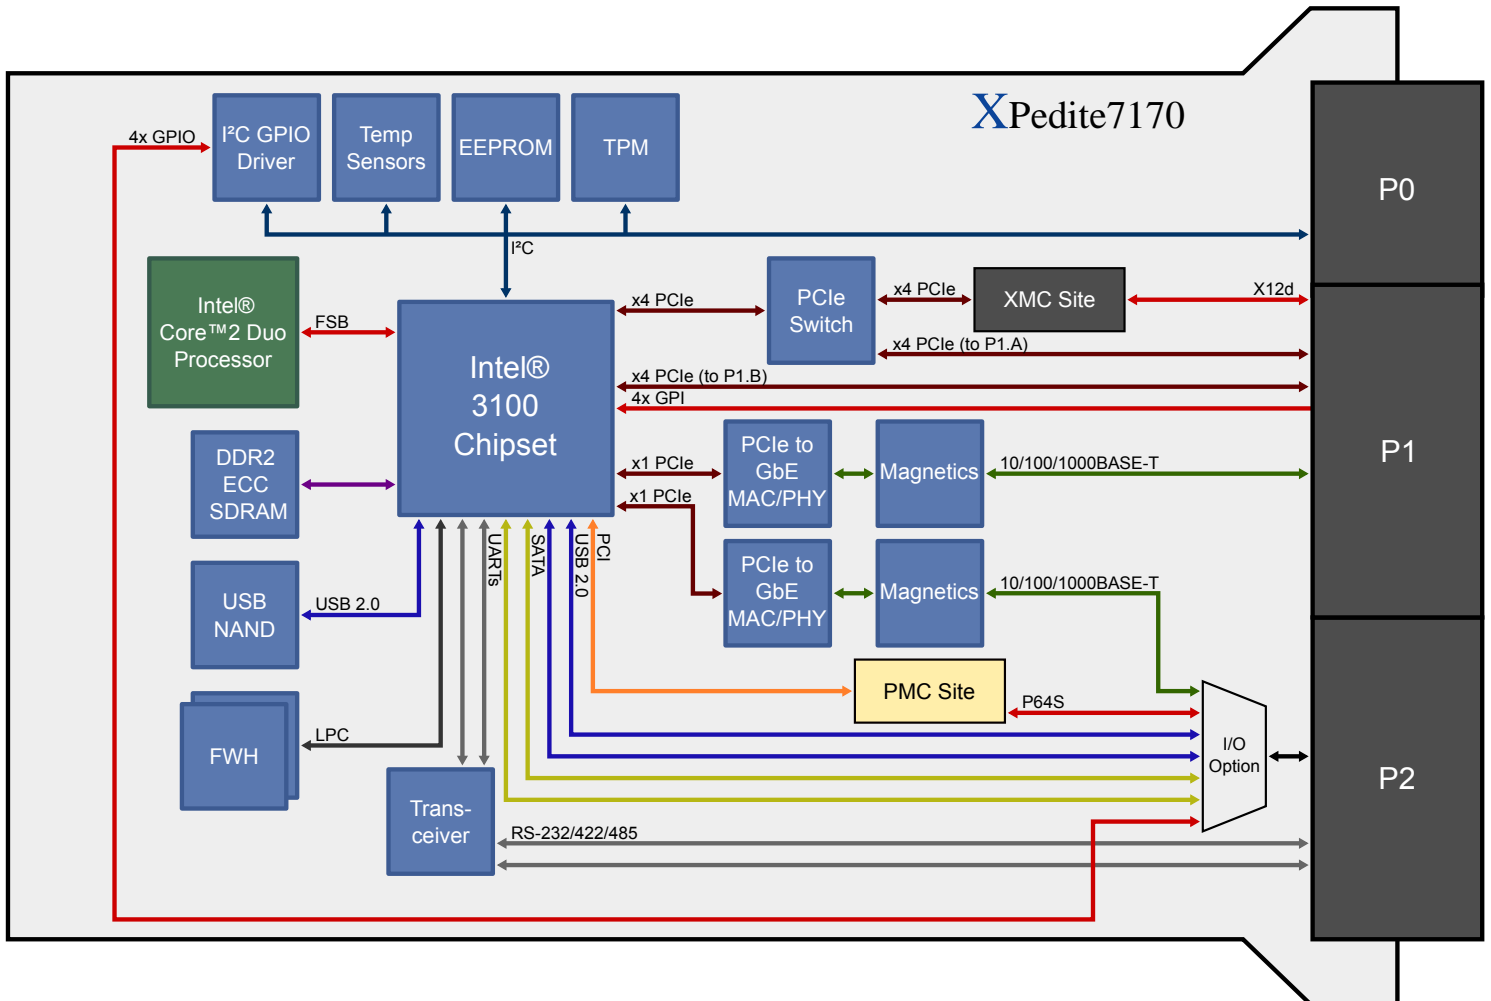 XPedite7170
4x GPIO
I²C GPIO
Driver
Temp
Sensors
EEPROM
TPM
P0
I²C
Intel®
Core™2 Duo
Processor
FSB
Intel®
3100
Chipset
x4 PCIe
PCIe
Switch
x4 PCIe
XMC Site
X12d
x4 PCIe (to P1.A)
x4 PCIe (to P1.B)
4x GPI
P1
DDR2
ECC
SDRAM
x1 PCIe
PCIe to
GbE
MAC/PHY
Magnetics
10/100/1000BASE-T
x1 PCIe
PCIe to
GbE
MAC/PHY
Magnetics
10/100/1000BASE-T
UARTs
SATA
USB 2.0
PCI
USB
NAND
USB 2.0
PMC Site
P64S
FWH
LPC
I/O
Option
P2
Trans-
ceiver
RS-232/422/485